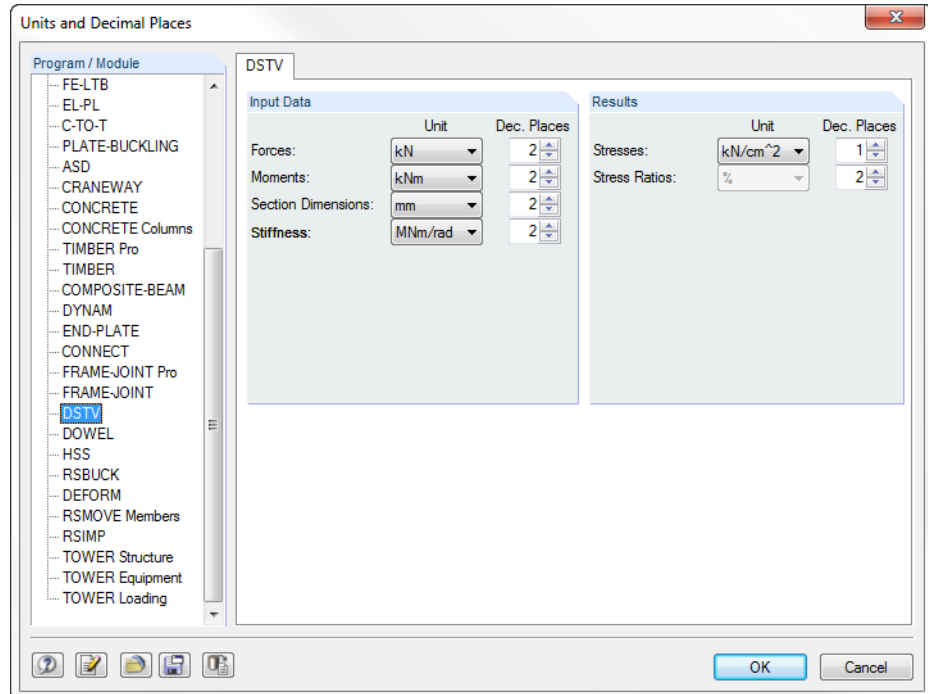 Units and Decimal Places
Program / Module
FE-LTB
EL-PL
C-TO-T
PLATE-BUCKLING
ASD
CRANEWAY
CONCRETE
CONCRETE Columns
TIMBER Pro
TIMBER
COMPOSITE-BEAM
DYNAM
END-PLATE
CONNECT
FRAME-JOINT Pro
FRAME-JOINT
DSTV
DOWEL
HSS
RSBUCK
DEFORM
RSMOVE Members
RSIMP
TOWER Structure
TOWER Equipment
TOWER Loading
DSTV
Input Data
Unit Dec. Places
Forces: kN 2
Moments: kNm 2
Section Dimensions: mm 2
Stiffness: MNm/rad 2
Results
Unit Dec. Places
Stresses: kN/cm^2 1
Stress Ratios: % 2
OK Cancel